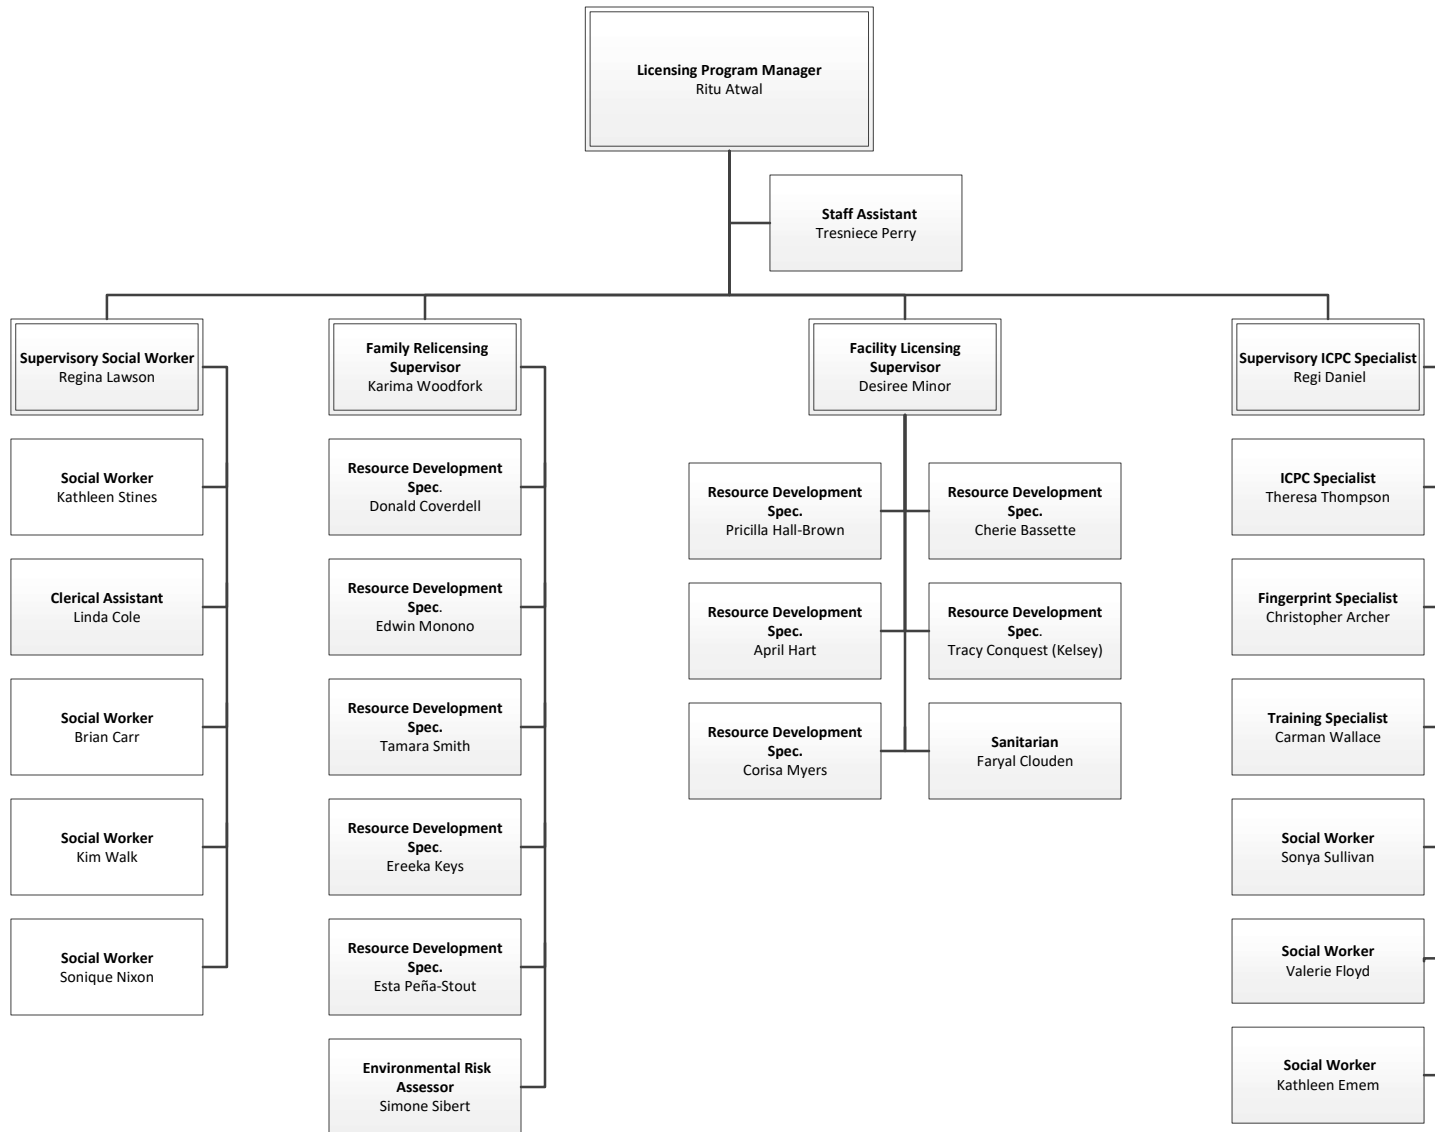 Licensing Program Manager
Ritu Atwal
Staff Assistant
Tresniece Perry
Supervisory Social Worker
Regina Lawson
Social Worker
Kathleen Stines
Clerical Assistant
Linda Cole
Social Worker
Brian Carr
Social Worker
Kim Walk
Social Worker
Sonique Nixon
Family Relicensing
Supervisor
Karima Woodfork
Resource Development
Spec.
Donald Coverdell
Resource Development
Spec.
Edwin Monono
Resource Development
Spec.
Tamara Smith
Resource Development
Spec.
Ereeka Keys
Resource Development
Spec.
Esta Peña-Stout
Environmental Risk
Assessor
Simone Sibert
Facility Licensing
Supervisor
Desiree Minor
Resource Development
Spec.
Pricilla Hall-Brown
Resource Development
Spec.
Cherie Bassette
Resource Development
Spec.
April Hart
Resource Development
Spec.
Tracy Conquest (Kelsey)
Resource Development
Spec.
Corisa Myers
Sanitarian
Faryal Clouden
Supervisory ICPC Specialist
Regi Daniel
ICPC Specialist
Theresa Thompson
Fingerprint Specialist
Christopher Archer
Training Specialist
Carman Wallace
Social Worker
Sonya Sullivan
Social Worker
Valerie Floyd
Social Worker
Kathleen Emem